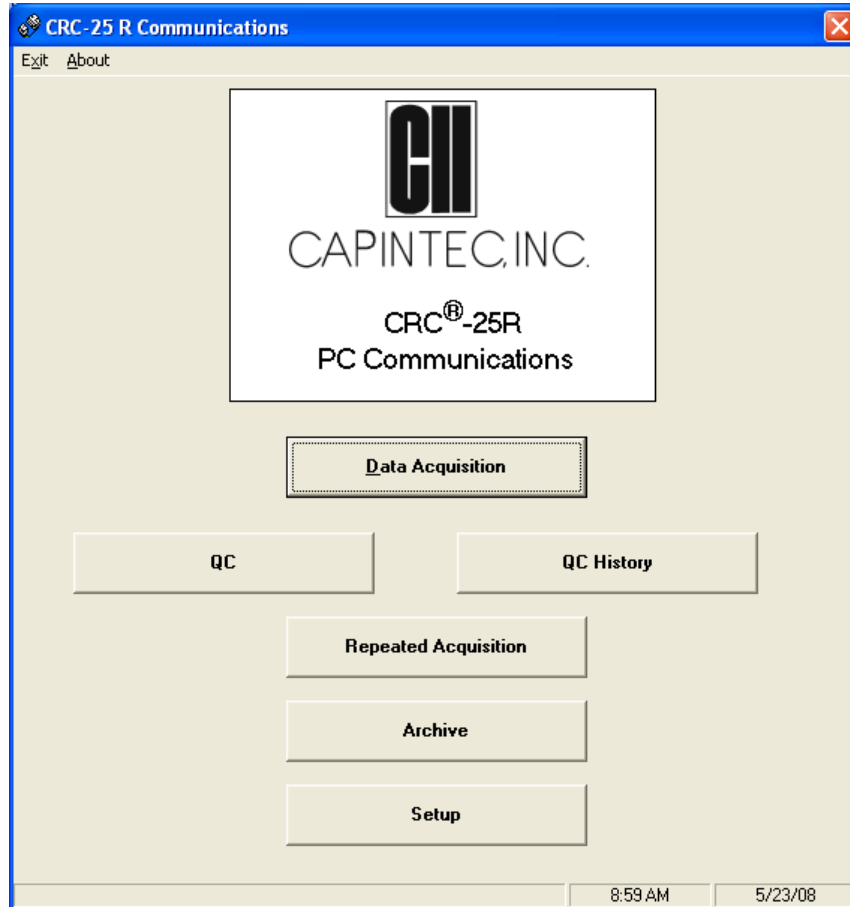 CRC-25 R Communications
Exit About
CII
CAPINTEC, INC.
CRC®-25R
PC Communications
Data Acquisition
QC
QC History
Repeated Acquisition
Archive
Setup
8:59 AM
5/23/08